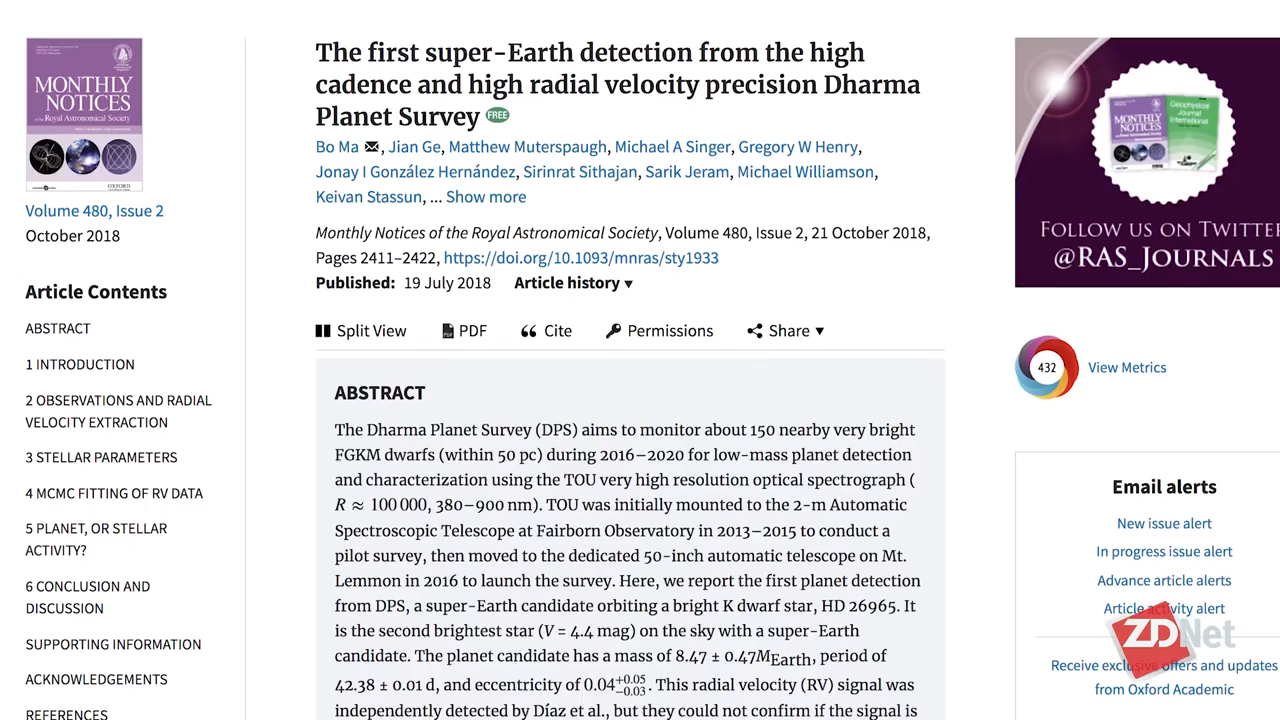 MONTHLY
NOTICES
of the Royal Astronomical Society
OXFORD
Volume 480, Issue 2
October 2018
Article Contents
ABSTRACT
1 INTRODUCTION
2 OBSERVATIONS AND RADIAL
VELOCITY EXTRACTION
3 STELLAR PARAMETERS
4 MCMC FITTING OF RV DATA
5 PLANET, OR STELLAR
ACTIVITY?
6 CONCLUSION AND
DISCUSSION
SUPPORTING INFORMATION
ACKNOWLEDGEMENTS
REFERENCES
The first super-Earth detection from the high
cadence and high radial velocity precision Dharma
Planet Survey FREE
Bo Ma, Jian Ge, Matthew Muterspaugh, Michael A Singer, Gregory W Henry,
Jonay I González Hernández, Sirinrat Sithajan, Sarik Jeram, Michael Williamson,
Keivan Stassun, ... Show more
Monthly Notices of the Royal Astronomical Society, Volume 480, Issue 2, 21 October 2018,
Pages 2411–2422, https://doi.org/10.1093/mnras/sty1933
Published: 19 July 2018 Article history ▾
Split View PDF Cite Permissions Share ▾
ABSTRACT
The Dharma Planet Survey (DPS) aims to monitor about 150 nearby very bright
FGKM dwarfs (within 50 pc) during 2016–2020 for low-mass planet detection
and characterization using the TOU very high resolution optical spectrograph (
R ≈ 100 000, 380–900 nm). TOU was initially mounted to the 2-m Automatic
Spectroscopic Telescope at Fairborn Observatory in 2013–2015 to conduct a
pilot survey, then moved to the dedicated 50-inch automatic telescope on Mt.
Lemmon in 2016 to launch the survey. Here, we report the first planet detection
from DPS, a super-Earth candidate orbiting a bright K dwarf star, HD 26965. It
is the second brightest star (V = 4.4 mag) on the sky with a super-Earth
candidate. The planet candidate has a mass of 8.47 ± 0.47M_Earth, period of
42.38 ± 0.01 d, and eccentricity of 0.04^{+0.05}_{−0.03}. This radial velocity (RV) signal was
independently detected by Díaz et al., but they could not confirm if the signal is
MONTHLY
NOTICES
Geophysical
Journal
International
FOLLOW US ON TWITTER
@RAS_JOURNALS
432 View Metrics
Email alerts
New issue alert
In progress issue alert
Advance article alerts
Article activity alert
Receive exclusive offers and updates
from Oxford Academic
ZDNet